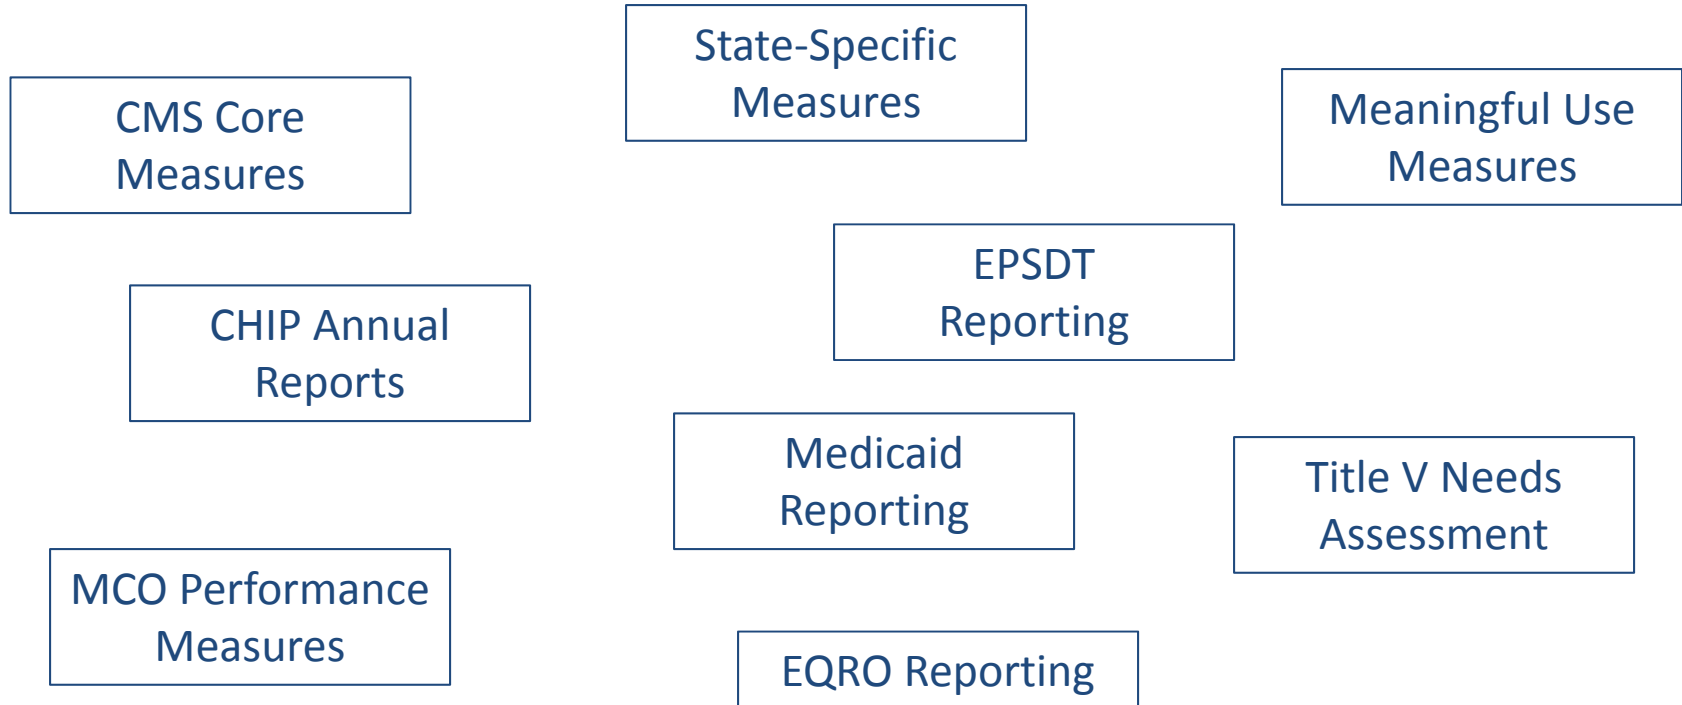 State-Specific
Measures
CMS Core
Measures
Meaningful Use
Measures
EPSDT
Reporting
CHIP Annual
Reports
Medicaid
Reporting
Title V Needs
Assessment
MCO Performance
Measures
EQRO Reporting